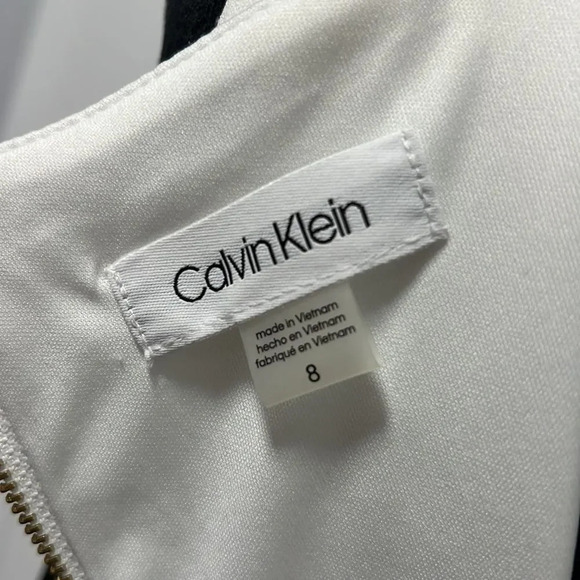 Calvin Klein
made in Vietnam
hecho en Vietnam
fabriqué en Vietnam
8